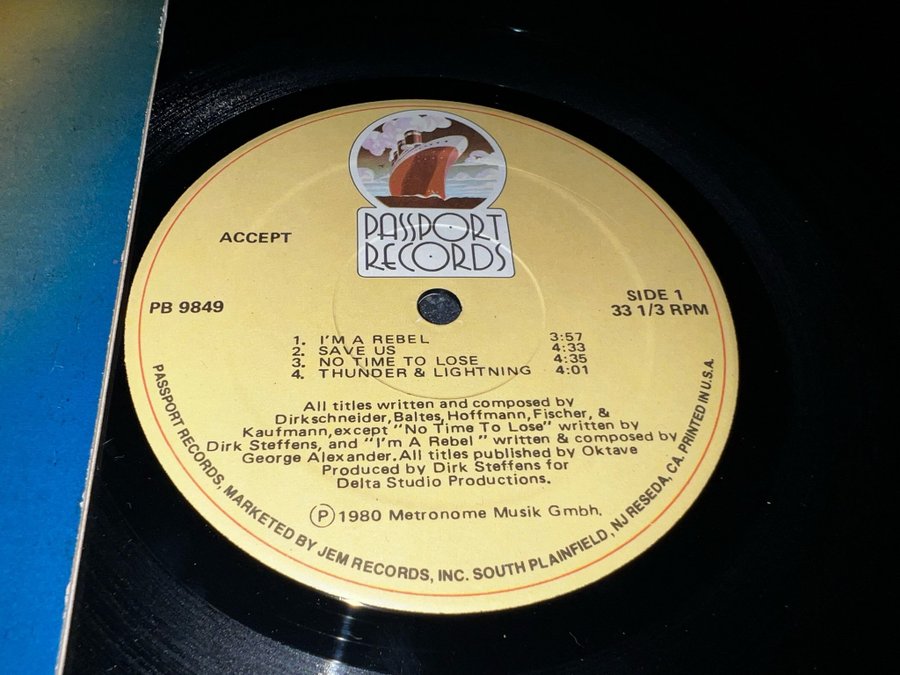 PASSPORT
RECORDS
ACCEPT
PB 9849
SIDE 1
33 1/3 RPM
1. I'M A REBEL 3:57
2. SAVE US 4:33
3. NO TIME TO LOSE 4:35
4. THUNDER & LIGHTNING 4:01
All titles written and composed by
Dirkschneider, Baltes, Hoffmann, Fischer, &
Kaufmann, except "No Time To Lose" written by
Dirk Steffens, and "I'm A Rebel" written & composed by
George Alexander. All titles published by Oktave
Produced by Dirk Steffens for
Delta Studio Productions.
Ⓟ 1980 Metronome Musik Gmbh.
PASSPORT RECORDS, MARKETED BY JEM RECORDS, INC. SOUTH PLAINFIELD, NJ RESEDA, CA. PRINTED IN U.S.A.